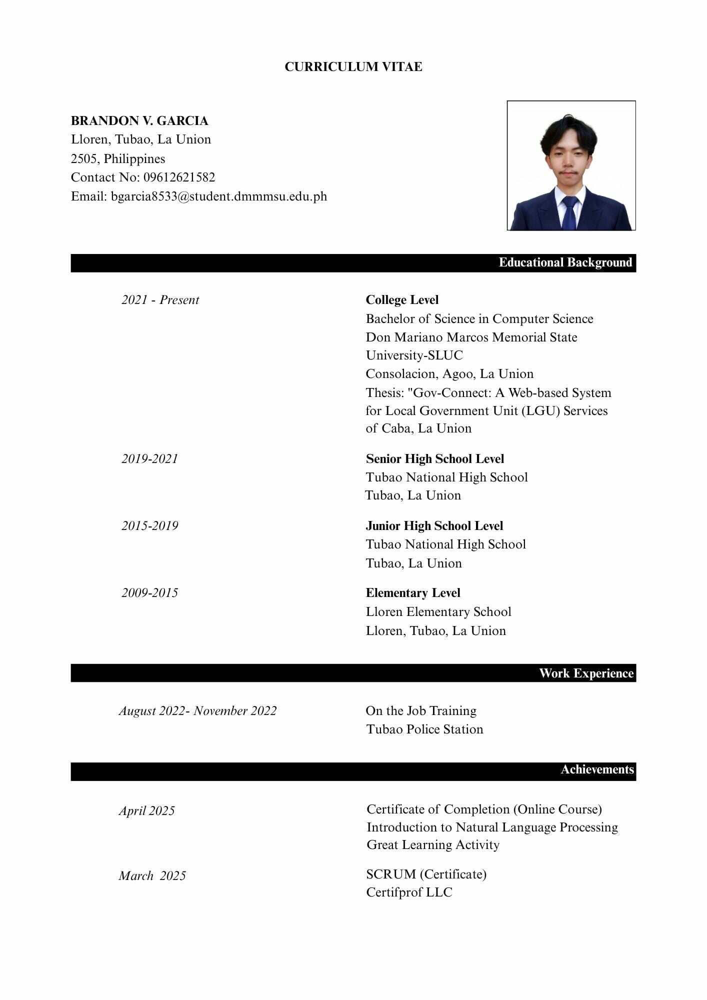 CURRICULUM VITAE
BRANDON V. GARCIA
Lloren, Tubao, La Union
2505, Philippines
Contact No: 09612621582
Email: bgarcia8533@student.dmmmsu.edu.ph
Educational Background
2021 - Present
College Level
Bachelor of Science in Computer Science
Don Mariano Marcos Memorial State
University-SLUC
Consolacion, Agoo, La Union
Thesis: "Gov-Connect: A Web-based System
for Local Government Unit (LGU) Services
of Caba, La Union
2019-2021
Senior High School Level
Tubao National High School
Tubao, La Union
2015-2019
Junior High School Level
Tubao National High School
Tubao, La Union
2009-2015
Elementary Level
Lloren Elementary School
Lloren, Tubao, La Union
Work Experience
August 2022- November 2022
On the Job Training
Tubao Police Station
Achievements
April 2025
Certificate of Completion (Online Course)
Introduction to Natural Language Processing
Great Learning Activity
March 2025
SCRUM (Certificate)
Certifprof LLC